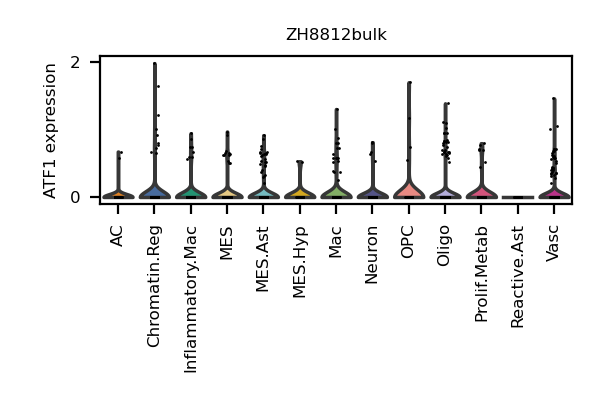 ZH8812bulk
ATF1 expression
2
0
AC
Chromatin.Reg
Inflammatory.Mac
MES
MES.Ast
MES.Hyp
Mac
Neuron
OPC
Oligo
Prolif.Metab
Reactive.Ast
Vasc